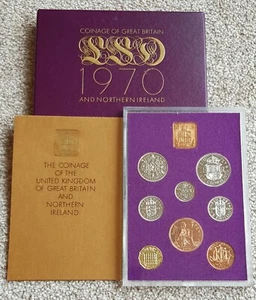 COINAGE OF GREAT BRITAIN
LSD
1970
AND NORTHERN IRELAND
THE COINAGE
OF THE
UNITED KINGDOM
OF GREAT BRITAIN
AND
NORTHERN
IRELAND